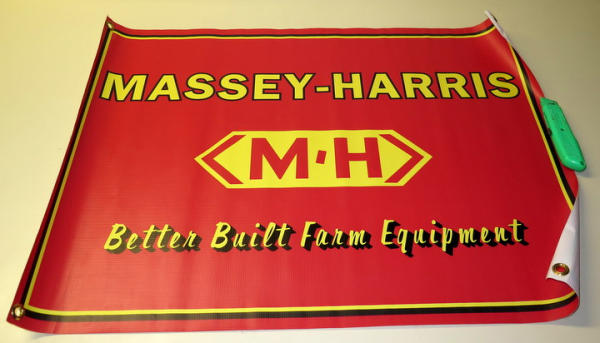 MASSEY-HARRIS
M·H
Better Built Farm Equipment